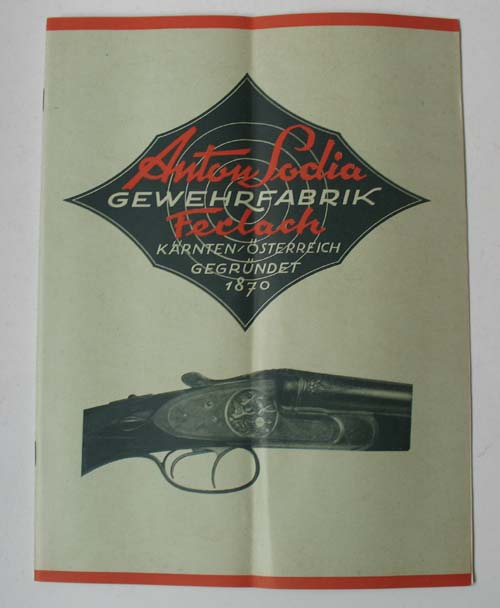 Anton Sodia
GEWEHRFABRIK
Ferlach
KÄRNTEN/ÖSTERREICH
GEGRÜNDET
1870